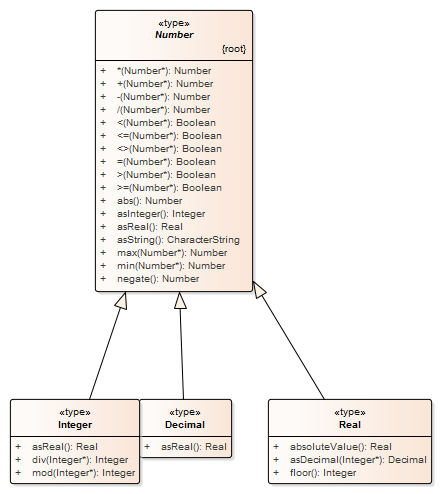 «type»
Number
{root}
+ *(Number*): Number
+ +(Number*): Number
+ -(Number*): Number
+ /(Number*): Number
+ <(Number*): Boolean
+ <=(Number*): Boolean
+ <>(Number*): Boolean
+ =(Number*): Boolean
+ >(Number*): Boolean
+ >=(Number*): Boolean
+ abs(): Number
+ asInteger(): Integer
+ asReal(): Real
+ asString(): CharacterString
+ max(Number*): Number
+ min(Number*): Number
+ negate(): Number
«type»
Integer
+ asReal(): Real
+ div(Integer*): Integer
+ mod(Integer*): Integer
«type»
Decimal
+ asReal(): Real
«type»
Real
+ absoluteValue(): Real
+ asDecimal(Integer*): Decimal
+ floor(): Integer